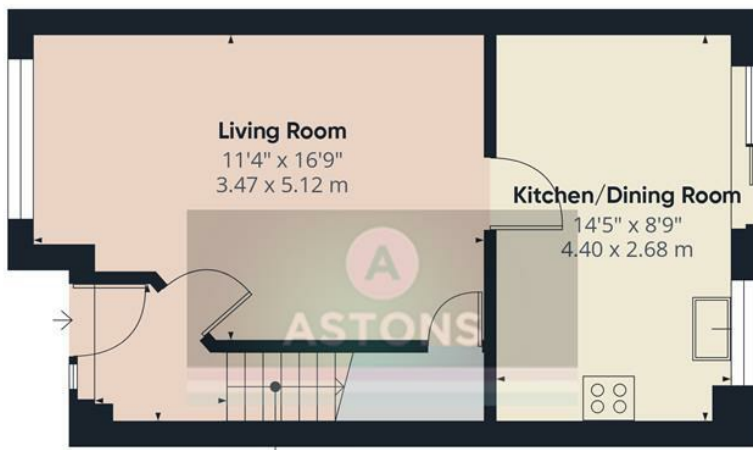 Living Room
11'4" x 16'9"
3.47 x 5.12 m
Kitchen/Dining Room
14'5" x 8'9"
4.40 x 2.68 m
A
ASTONS